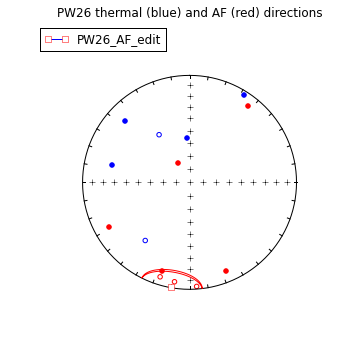 PW26 thermal (blue) and AF (red) directions
PW26_AF_edit